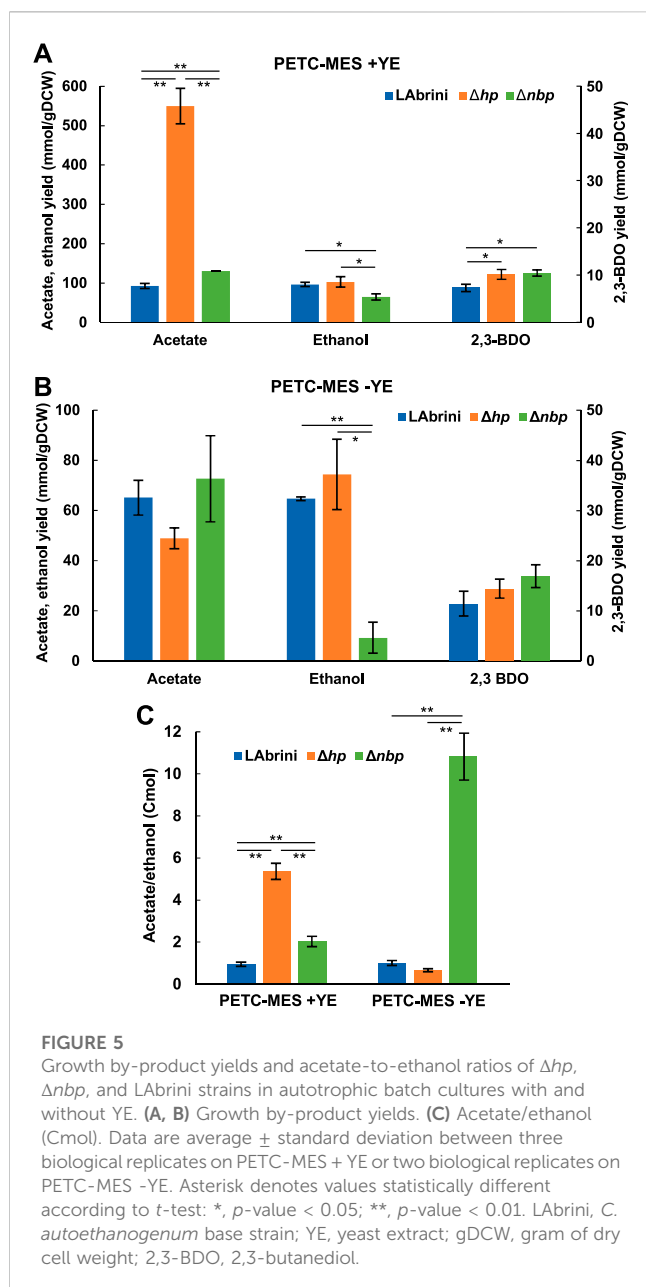 A
PETC-MES +YE
LAbrini Δhp Δnbp
Acetate, ethanol yield (mmol/gDCW)
600
500
400
300
200
100
0
2,3-BDO yield (mmol/gDCW)
50
40
30
20
10
0
**
** **
*
*
*
*
Acetate Ethanol 2,3-BDO
B
PETC-MES -YE
LAbrini Δhp Δnbp
Acetate, ethanol yield (mmol/gDCW)
100
80
60
40
20
0
2,3-BDO yield (mmol/gDCW)
50
40
30
20
10
0
**
*
Acetate Ethanol 2,3 BDO
C
LAbrini Δhp Δnbp
Acetate/ethanol (Cmol)
12
10
8
6
4
2
0
**
** **
**
**
PETC-MES +YE PETC-MES -YE
FIGURE 5
Growth by-product yields and acetate-to-ethanol ratios of Δhp,
Δnbp, and LAbrini strains in autotrophic batch cultures with and
without YE. (A, B) Growth by-product yields. (C) Acetate/ethanol
(Cmol). Data are average ± standard deviation between three
biological replicates on PETC-MES + YE or two biological replicates on
PETC-MES -YE. Asterisk denotes values statistically different
according to t-test: *, p-value < 0.05; **, p-value < 0.01. LAbrini, C.
autoethanogenum base strain; YE, yeast extract; gDCW, gram of dry
cell weight; 2,3-BDO, 2,3-butanediol.